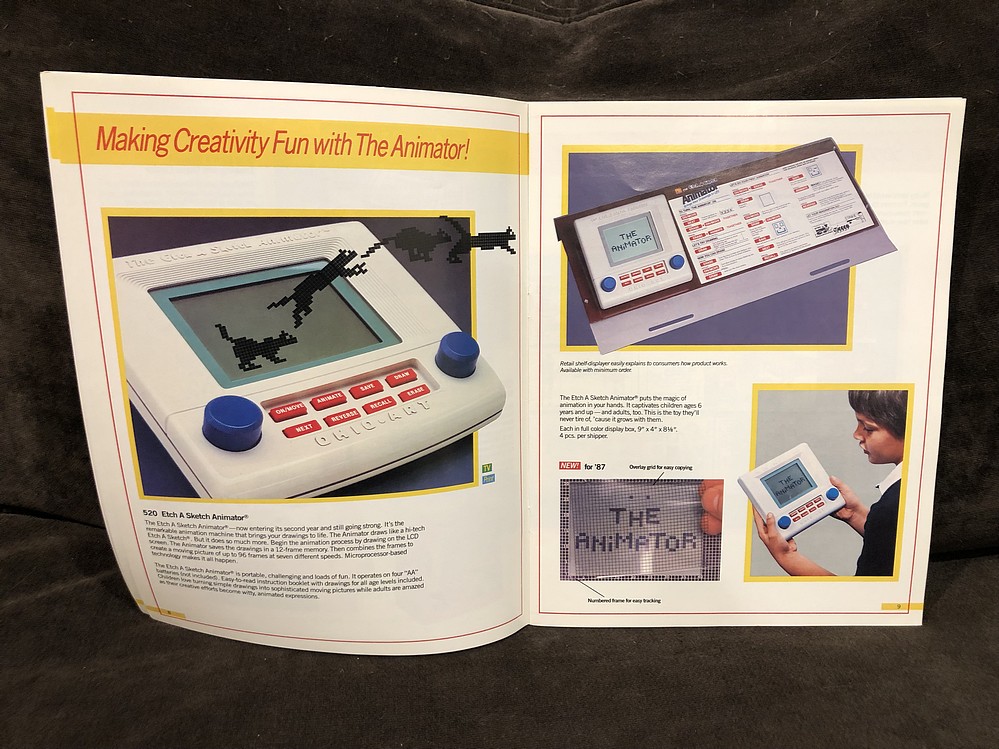 Making Creativity Fun with The Animator!
The Etch A Sketch Animator™
ON/MOVE
ANIMATE
SAVE
DRAW
NEXT
REVERSE
RECALL
ERASE
OHIO ART
TV
520 Etch A Sketch Animator®
The Etch A Sketch Animator®—now entering its second year and still going strong. It's the
remarkable animation machine that brings your drawings to life. The Animator draws like a hi-tech
Etch A Sketch®. But it does so much more. Begin the animation process by drawing on the LCD
screen. The Animator saves the drawings in a 12-frame memory. Then combines the frames to
create a moving picture of up to 96 frames at seven different speeds. Microprocessor-based
technology makes it all happen.
The Etch A Sketch Animator® is portable, challenging and loads of fun. It operates on four "AA"
batteries (not included). Easy-to-read instruction booklet with drawings for all age levels included.
Children love turning simple drawings into sophisticated moving pictures while adults are amazed
as their creative efforts become witty, animated expressions.
8
Animator
THE
ANIMATOR
Retail shelf-displayer easily explains to consumers how product works.
Available with minimum order.
The Etch A Sketch Animator® puts the magic of
animation in your hands. It captivates children ages 6
years and up—and adults, too. This is the toy they'll
never tire of, 'cause it grows with them.
Each in full color display box, 9" x 4" x 8⅛".
4 pcs. per shipper.
NEW! for '87
Overlay grid for easy copying
THE
ANIMATOR
Numbered frame for easy tracking
THE
ANIMATOR
9